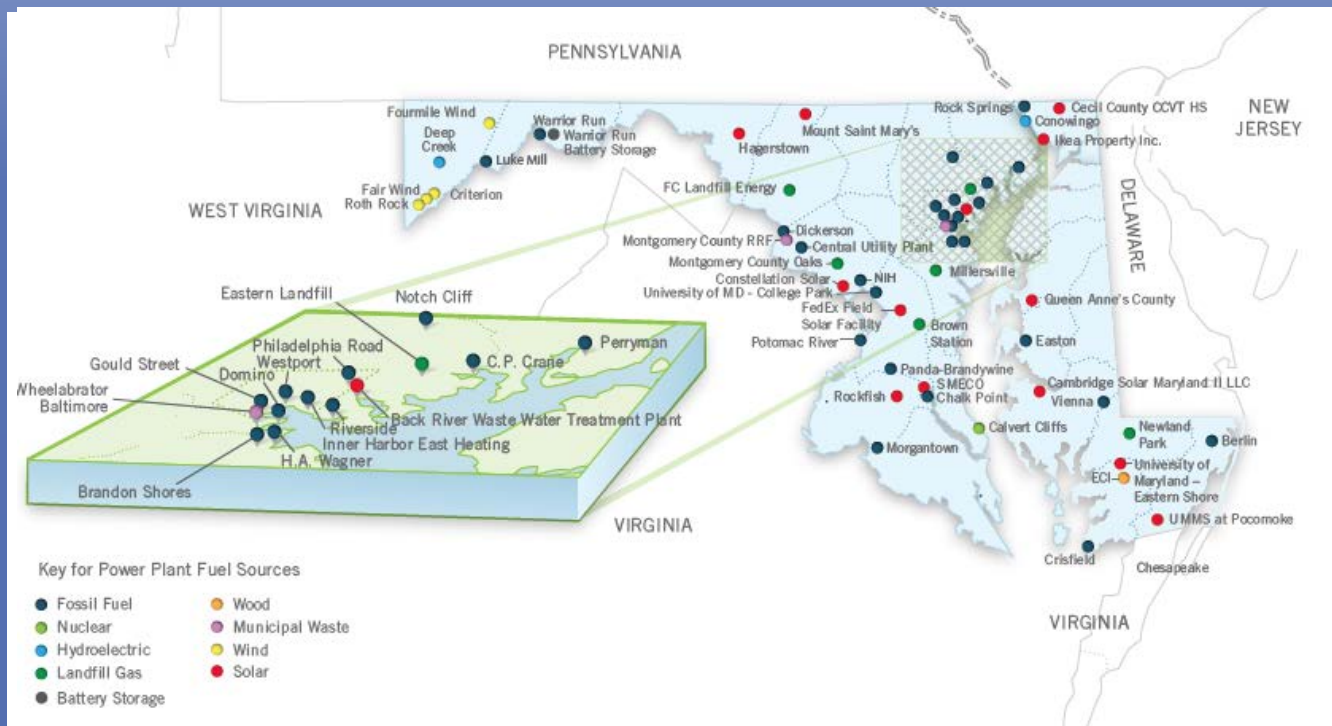 PENNSYLVANIA
NEW
JERSEY
DELAWARE
WEST VIRGINIA
VIRGINIA
VIRGINIA
Fourmile Wind
Deep
Creek
Warrior Run
Warrior Run
Battery Storage
Luke Mill
Fair Wind
Criterion
Roth Rock
Hagerstown
Mount Saint Mary's
Rock Springs
Cecil County CCVT HS
Conowingo
Ikea Property Inc.
FC Landfill Energy
Dickerson
Montgomery County RRF
Central Utility Plant
Montgomery County Oaks
Constellation Solar
NIH
University of MD - College Park
Millersville
FedEx Field
Solar Facility
Brown
Station
Potomac River
Queen Anne's County
Easton
Panda-Brandywine
SMECO
Chalk Point
Rockfish
Cambridge Solar Maryland II LLC
Vienna
Calvert Cliffs
Morgantown
Newland
Park
Berlin
University of
Maryland –
Eastern Shore
ECI
UMMS at Pocomoke
Crisfield
Chesapeake
Eastern Landfill
Notch Cliff
Perryman
C.P. Crane
Philadelphia Road
Gould Street
Westport
Domino
Wheelabrator
Baltimore
Back River Waste Water Treatment Plant
Riverside
Inner Harbor East Heating
H.A. Wagner
Brandon Shores
Key for Power Plant Fuel Sources
Fossil Fuel
Nuclear
Hydroelectric
Landfill Gas
Battery Storage
Wood
Municipal Waste
Wind
Solar